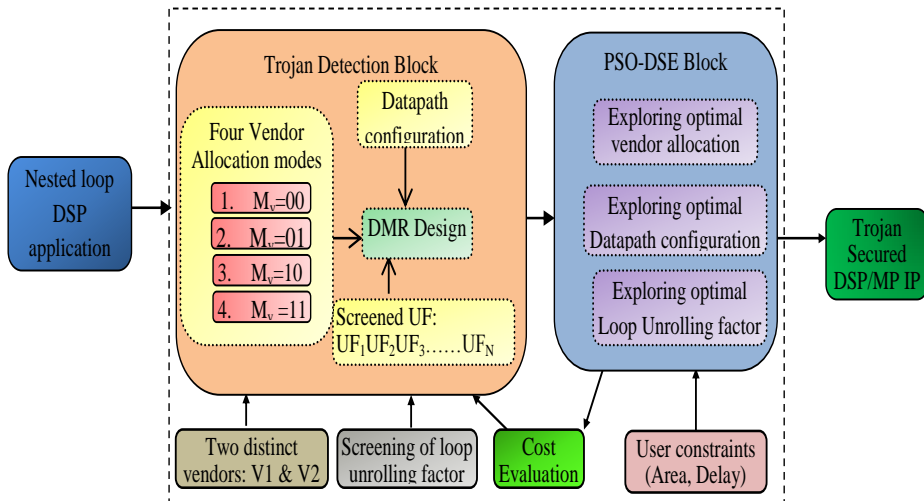 Nested loop
DSP
application
Trojan Detection Block
Four Vendor
Allocation modes
1. Mv=00
2. Mv=01
3. Mv=10
4. Mv=11
Datapath
configuration
DMR Design
Screened UF:
UF1UF2UF3……UFN
PSO-DSE Block
Exploring optimal
vendor allocation
Exploring optimal
Datapath configuration
Exploring optimal
Loop Unrolling factor
Trojan
Secured
DSP/MP IP
Two distinct
vendors: V1 & V2
Screening of loop
unrolling factor
Cost
Evaluation
User constraints
(Area, Delay)